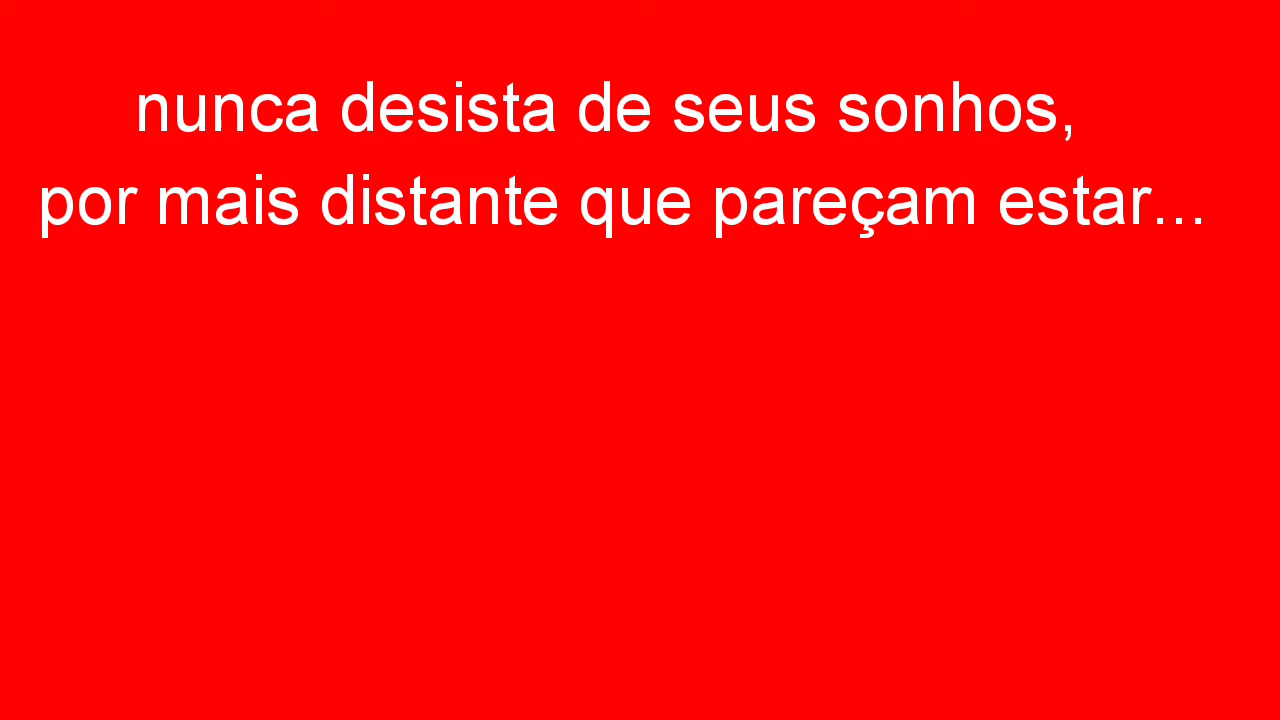 nunca desista de seus sonhos,
por mais distante que pareçam estar...